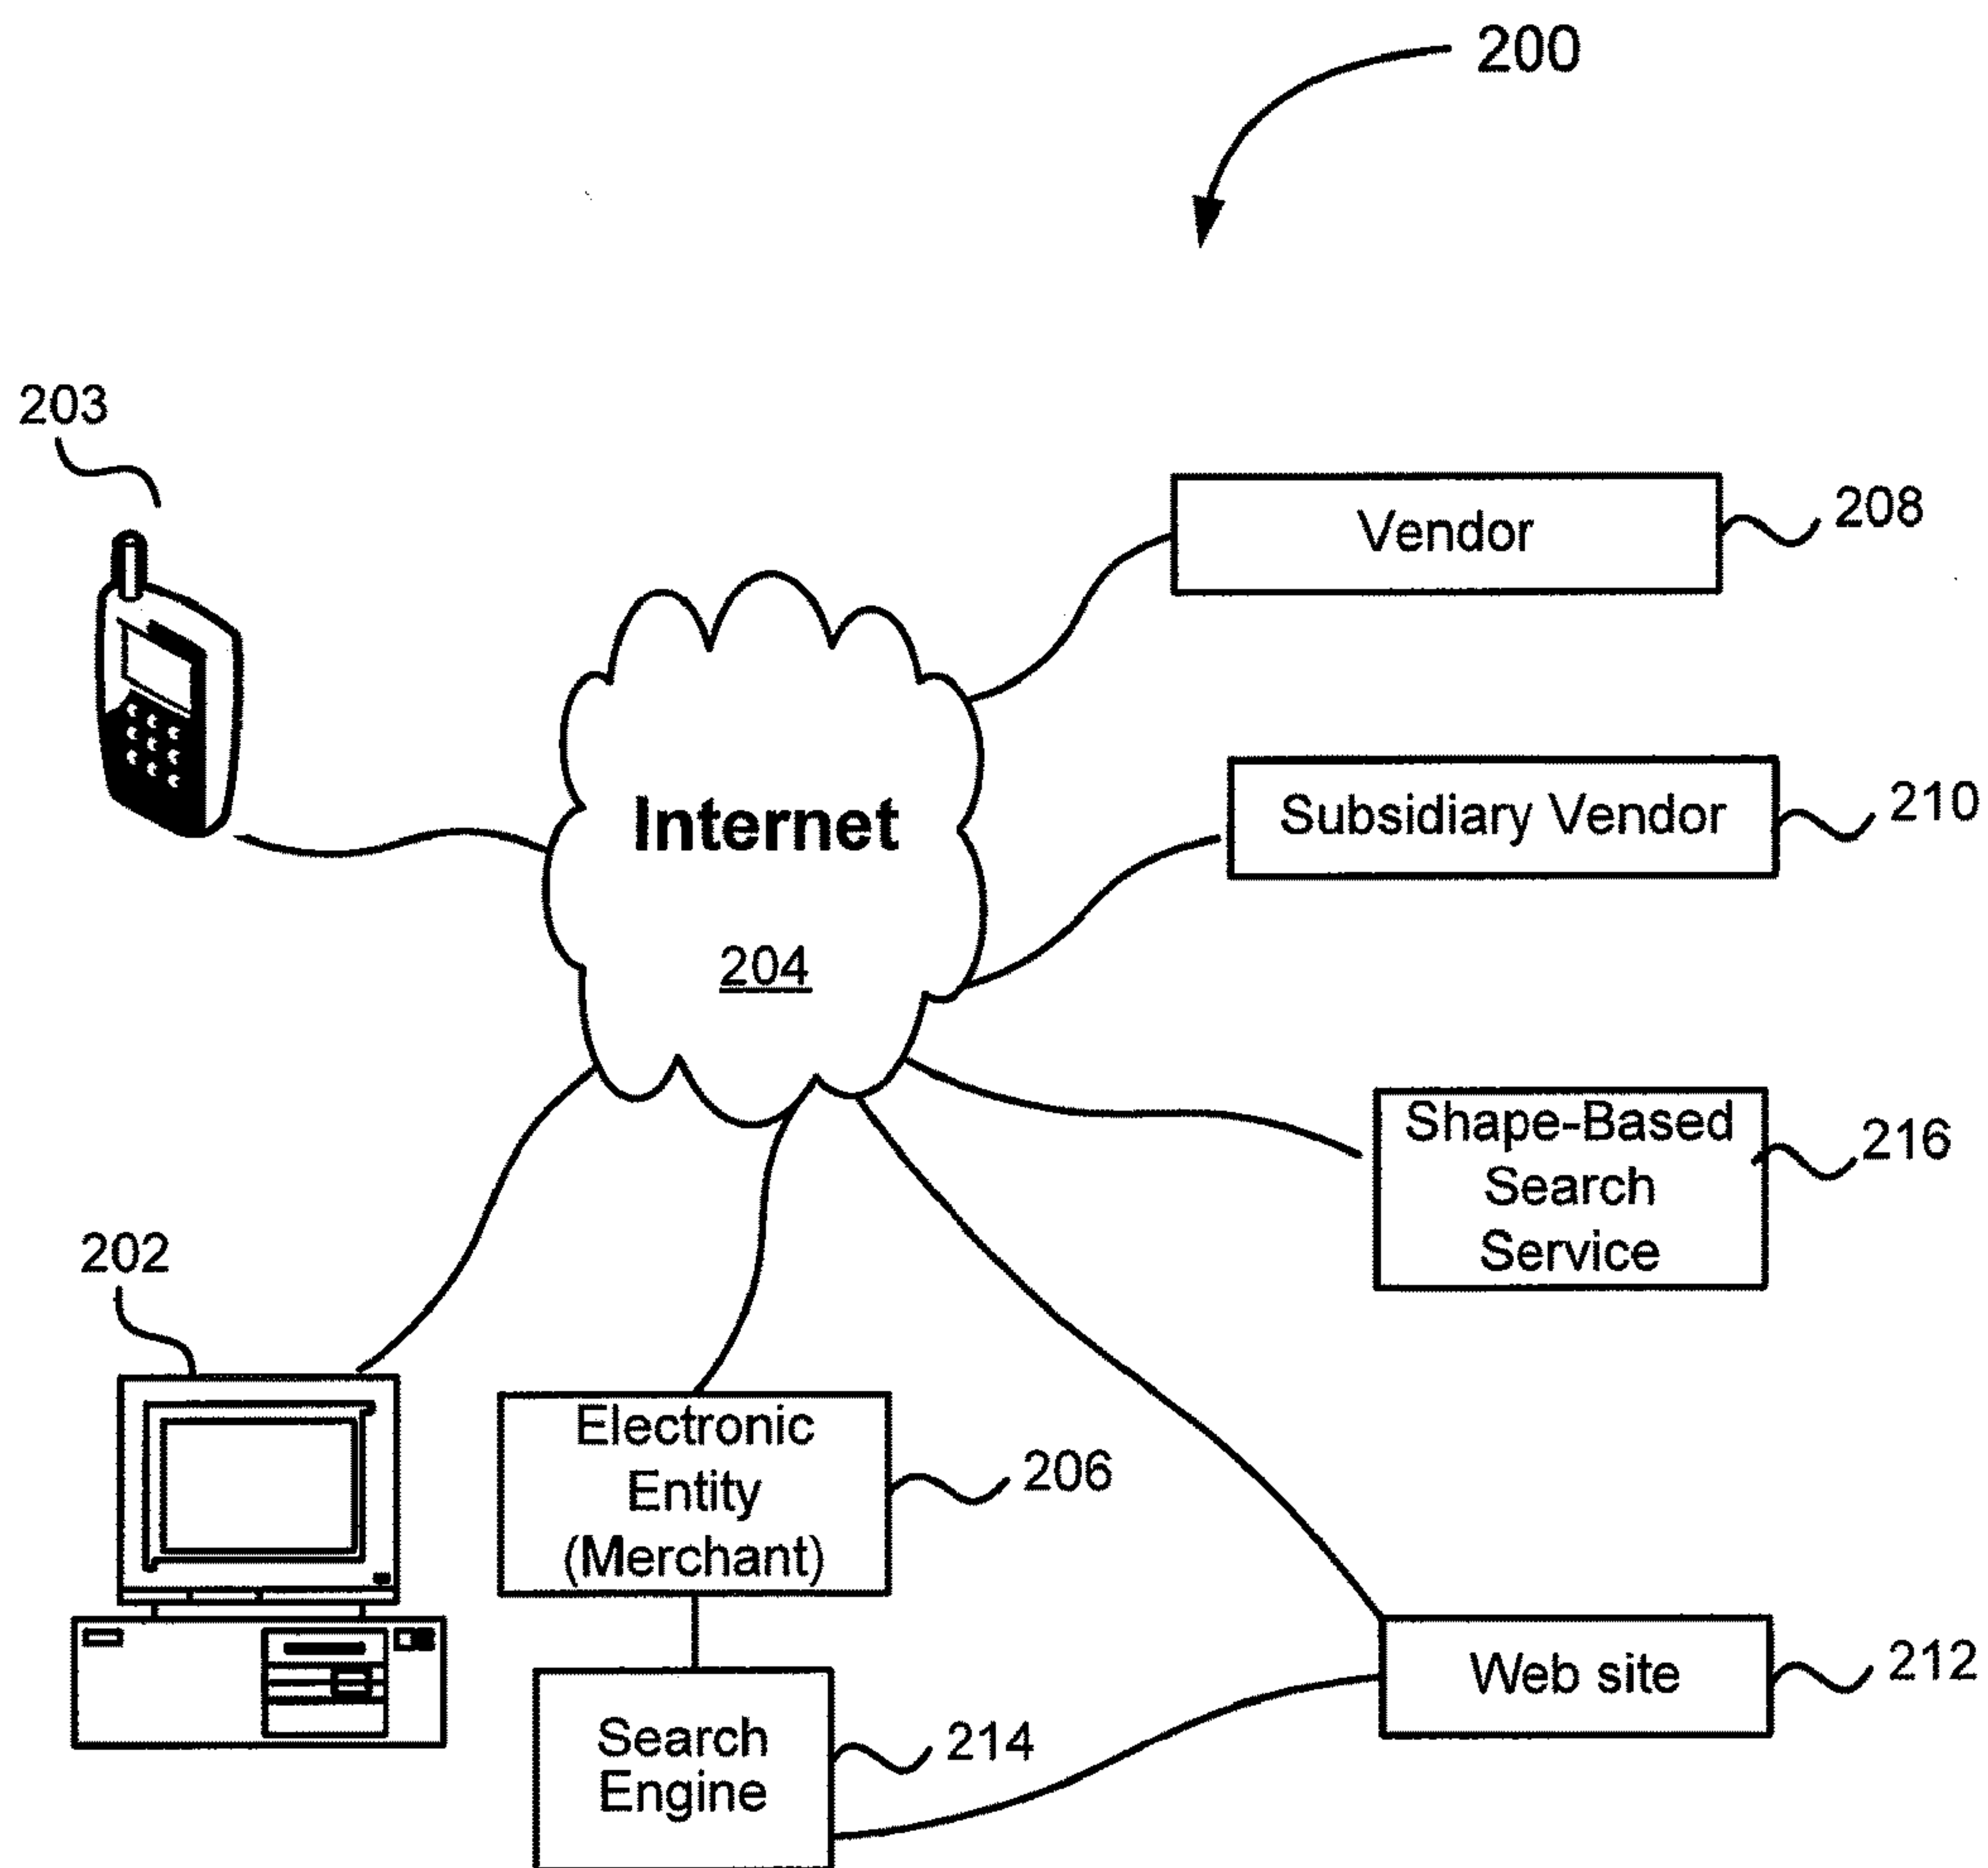 200
203
Vendor
208
Internet
204
Subsidiary Vendor
210
Shape-Based
Search
Service
216
202
Electronic
Entity
(Merchant)
206
Web site
212
Search
Engine
214